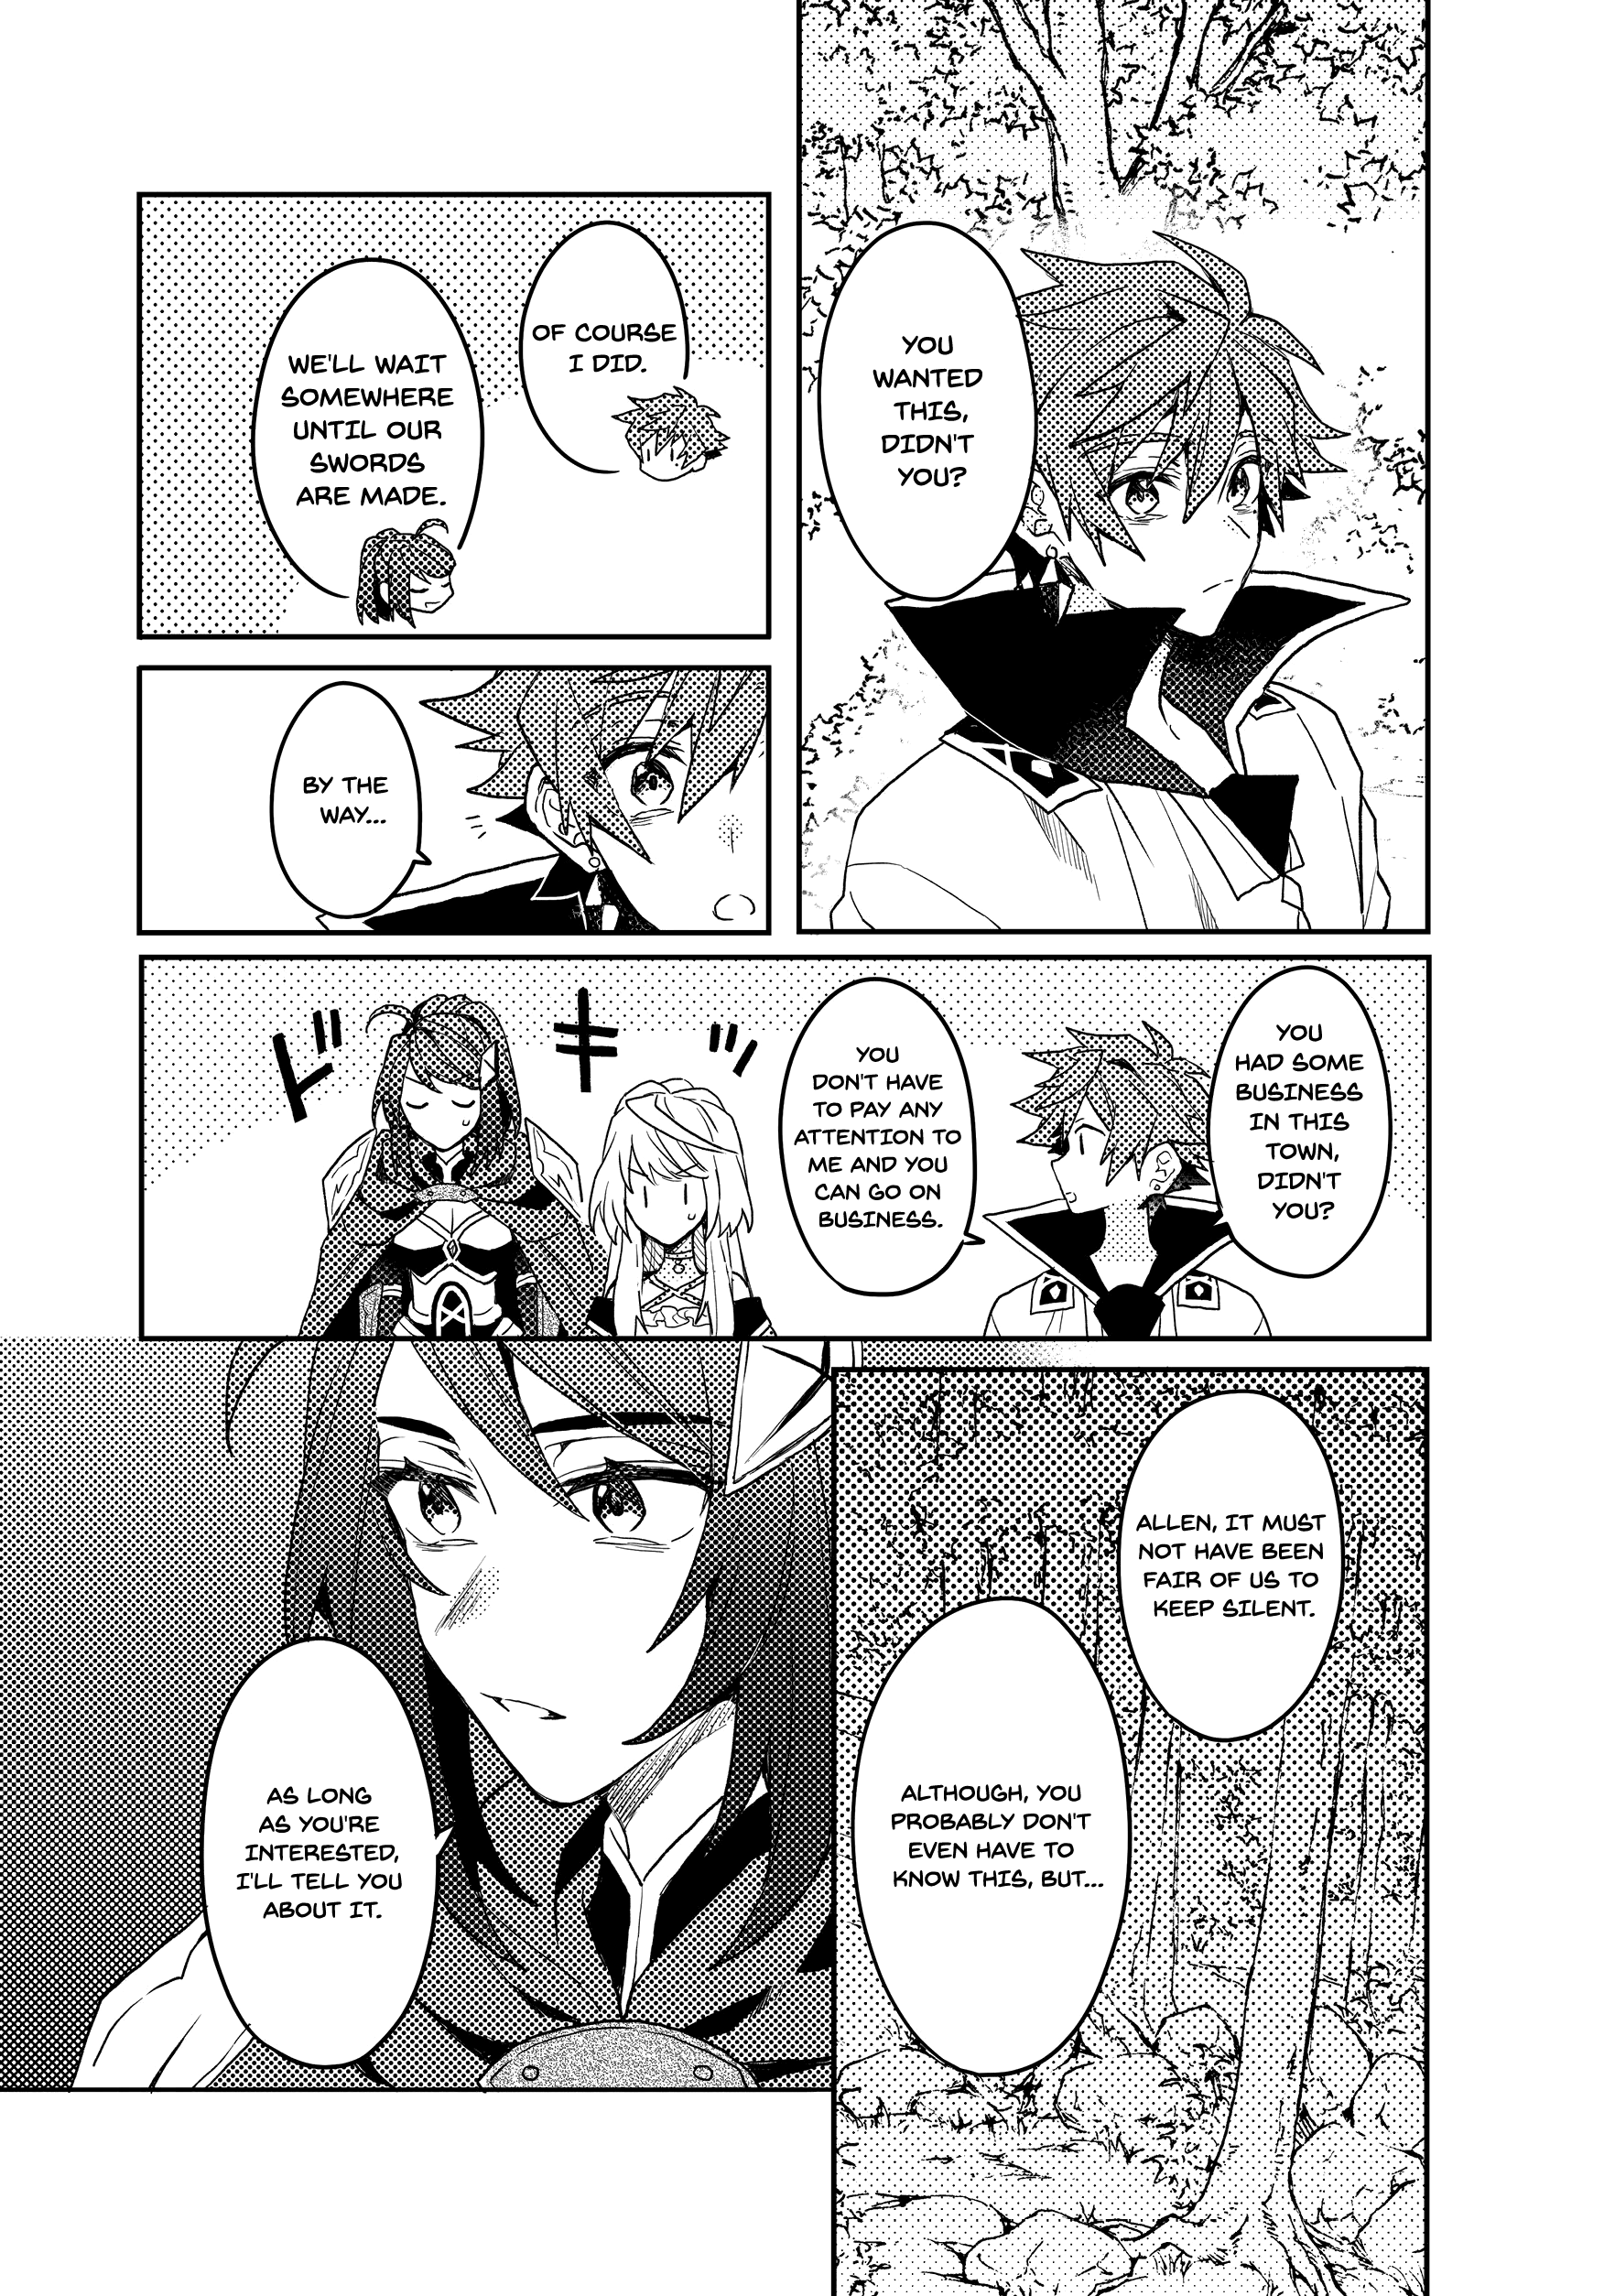 YOU
WANTED
THIS,
DIDN'T
YOU?
OF COURSE
I DID.
WE'LL WAIT
SOMEWHERE
UNTIL OUR
SWORDS
ARE MADE.
BY THE
WAY...
YOU
HAD SOME
BUSINESS
IN THIS
TOWN,
DIDN'T
YOU?
YOU
DON'T HAVE
TO PAY ANY
ATTENTION TO
ME AND YOU
CAN GO ON
BUSINESS.
ドキッ
ALLEN, IT MUST
NOT HAVE BEEN
FAIR OF US TO
KEEP SILENT.
ALTHOUGH, YOU
PROBABLY DON'T
EVEN HAVE TO
KNOW THIS, BUT...
AS LONG
AS YOU'RE
INTERESTED,
I'LL TELL YOU
ABOUT IT.